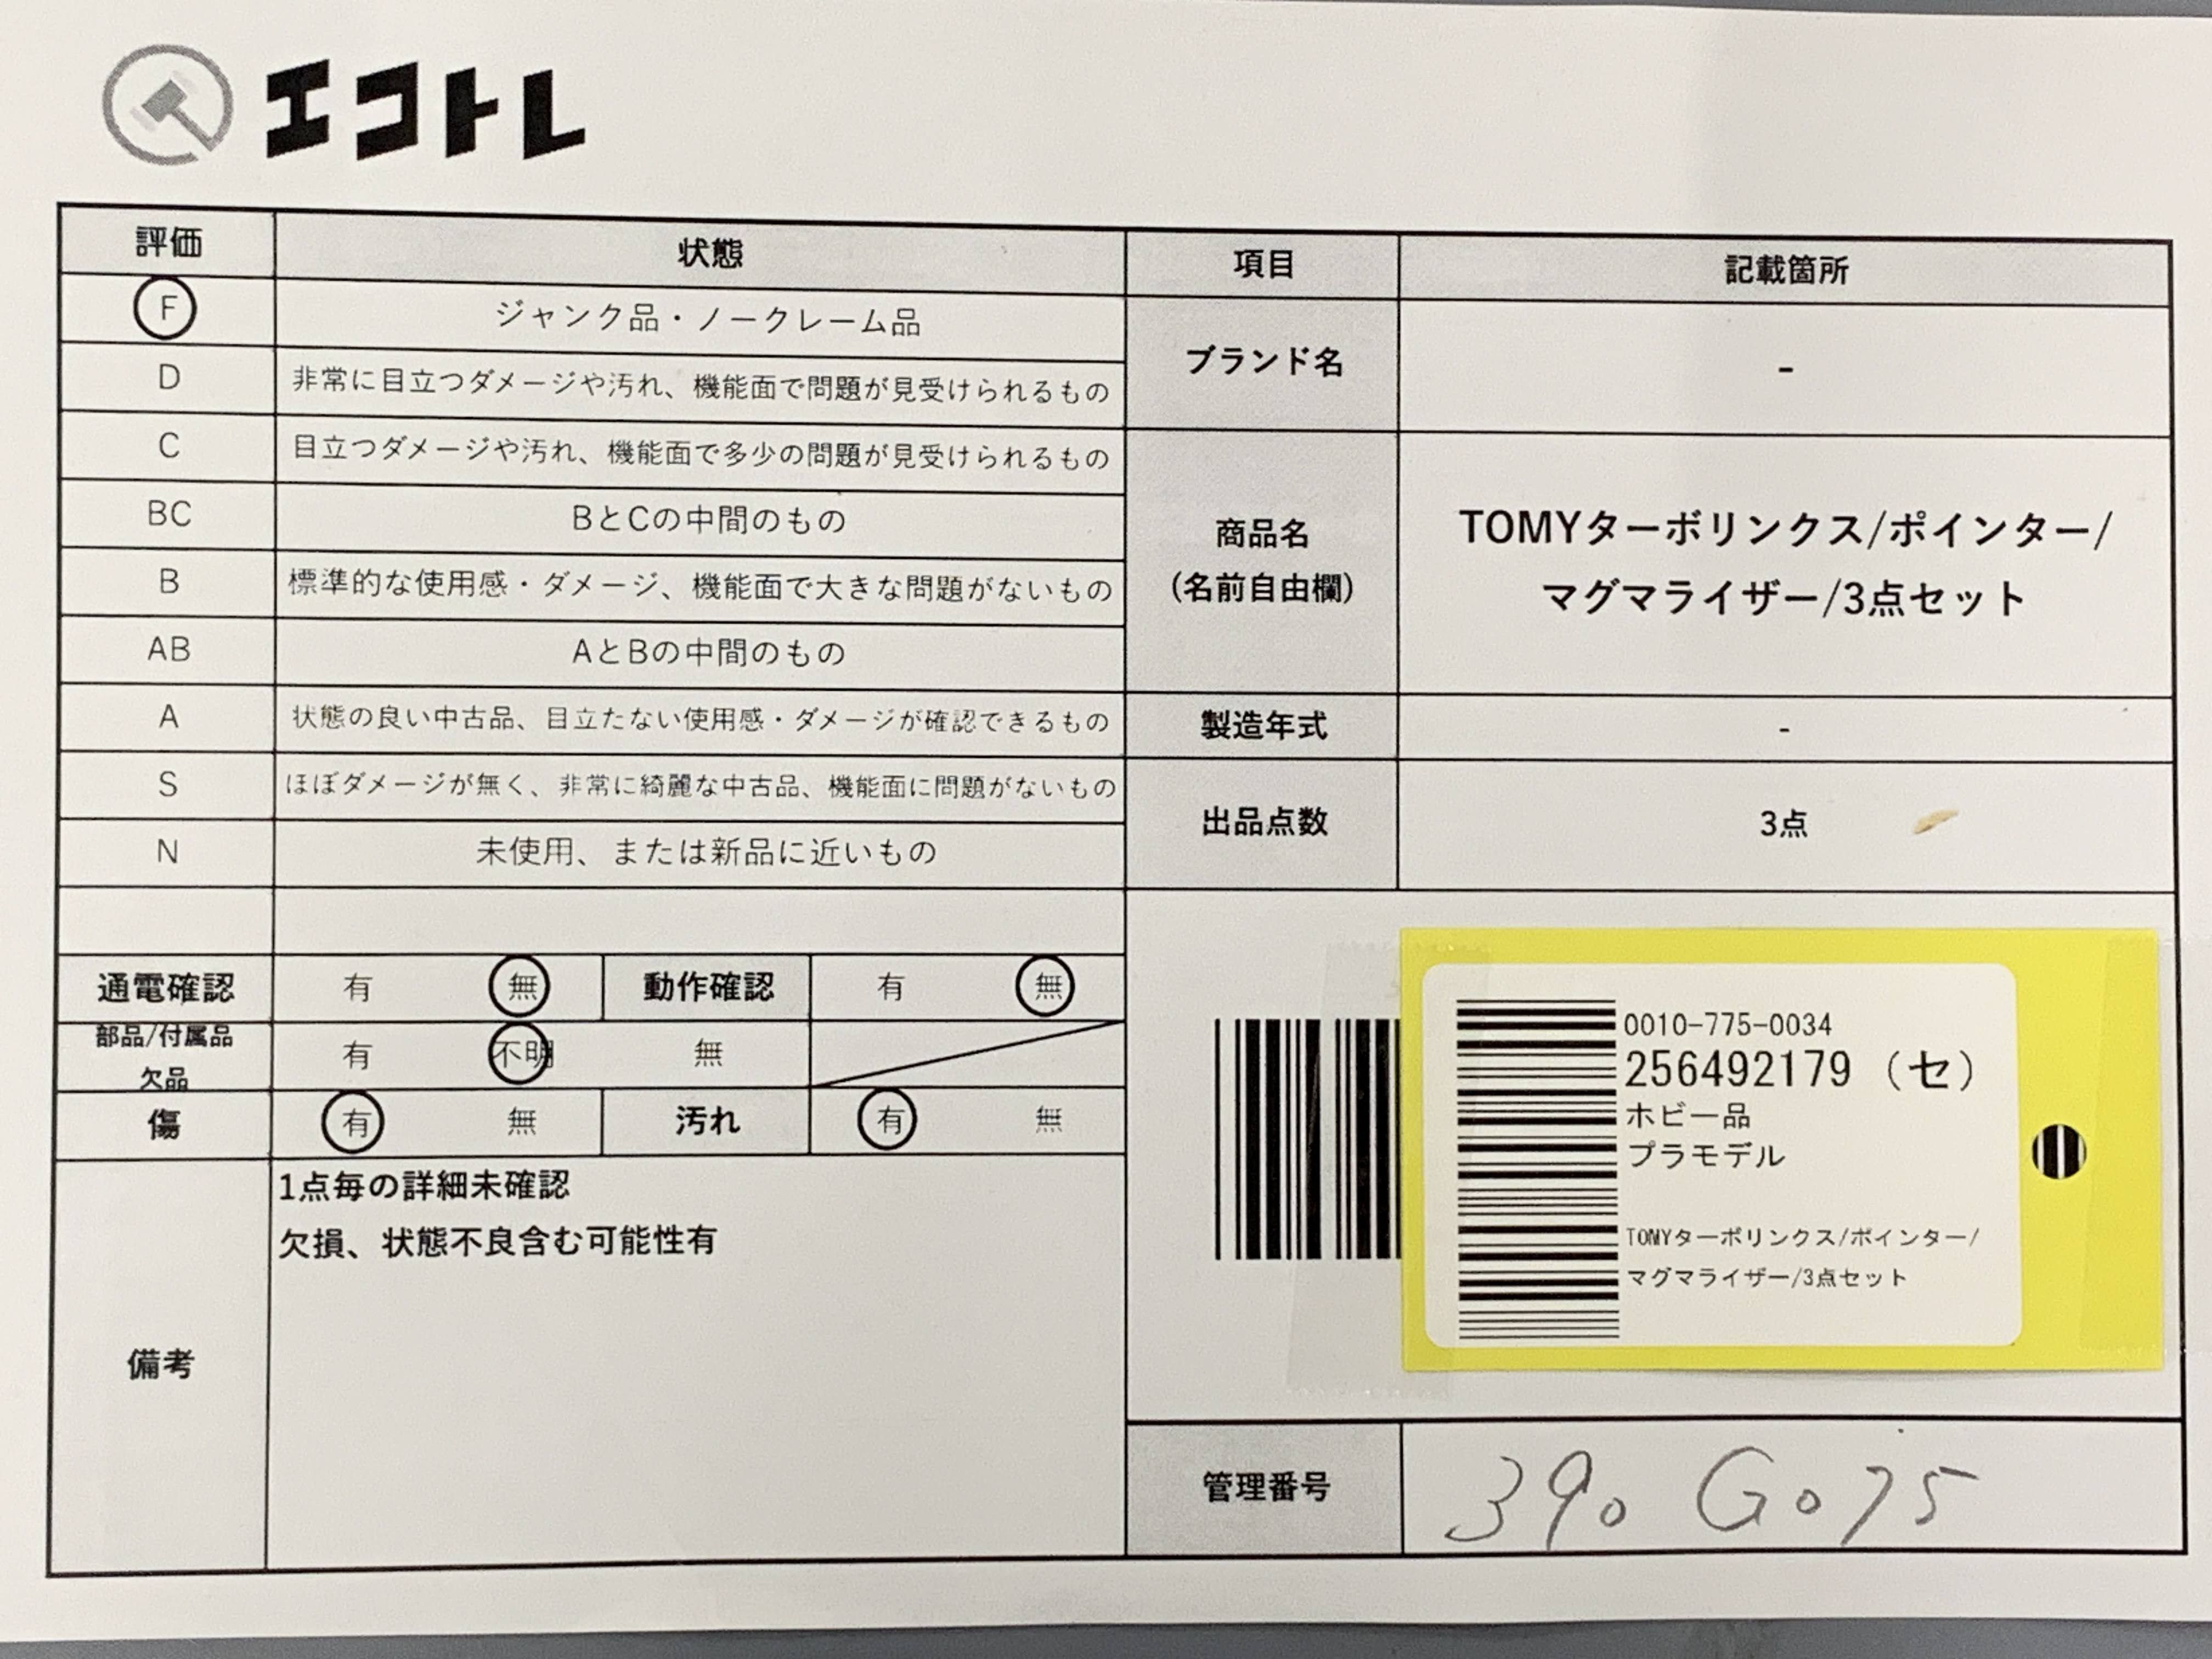 エコトレ
評価 状態 項目 記載箇所
F ジャンク品・ノークレーム品
D 非常に目立つダメージや汚れ、機能面で問題が見受けられるもの
C 目立つダメージや汚れ、機能面で多少の問題が見受けられるもの
BC BとCの中間のもの
B 標準的な使用感・ダメージ、機能面で大きな問題がないもの
AB AとBの中間のもの
A 状態の良い中古品、目立たない使用感・ダメージが確認できるもの
S ほぼダメージが無く、非常に綺麗な中古品、機能面に問題がないもの
N 未使用、または新品に近いもの
ブランド名 -
商品名
(名前自由欄)
TOMYターボリンクス/ポインター/
マグマライザー/3点セット
製造年式 -
出品点数 3点
通電確認 有 無 動作確認 有 無
部品/付属品
欠品
有 不明 無
傷 有 無 汚れ 有 無
備考
1点毎の詳細未確認
欠損、状態不良含む可能性有
0010-775-0034
256492179（セ）
ホビー品
プラモデル
TOMYターボリンクス/ポインター/
マグマライザー/3点セット
管理番号 390 G075